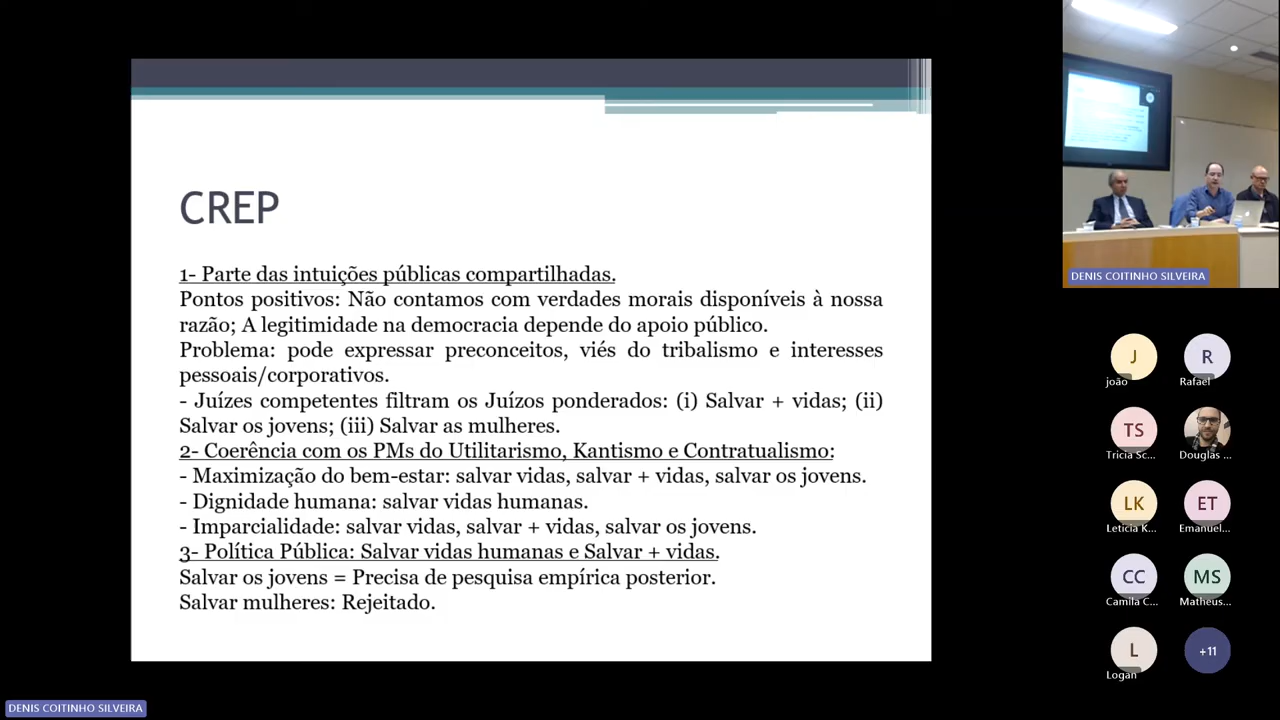 CREP
1- Parte das intuições públicas compartilhadas.
Pontos positivos: Não contamos com verdades morais disponíveis à nossa
razão; A legitimidade na democracia depende do apoio público.
Problema: pode expressar preconceitos, viés do tribalismo e interesses
pessoais/corporativos.
- Juízes competentes filtram os Juízos ponderados: (i) Salvar + vidas; (ii)
Salvar os jovens; (iii) Salvar as mulheres.
2- Coerência com os PMs do Utilitarismo, Kantismo e Contratualismo:
- Maximização do bem-estar: salvar vidas, salvar + vidas, salvar os jovens.
- Dignidade humana: salvar vidas humanas.
- Imparcialidade: salvar vidas, salvar + vidas, salvar os jovens.
3- Política Pública: Salvar vidas humanas e Salvar + vidas.
Salvar os jovens = Precisa de pesquisa empírica posterior.
Salvar mulheres: Rejeitado.
DENIS COITINHO SILVEIRA
J
R
joão
Rafael
TS
Tricia Sc...
Douglas ...
LK
ET
Letícia K...
Emanuel...
CC
MS
Camila C...
Matheus...
L
+11
Logan
DENIS COITINHO SILVEIRA